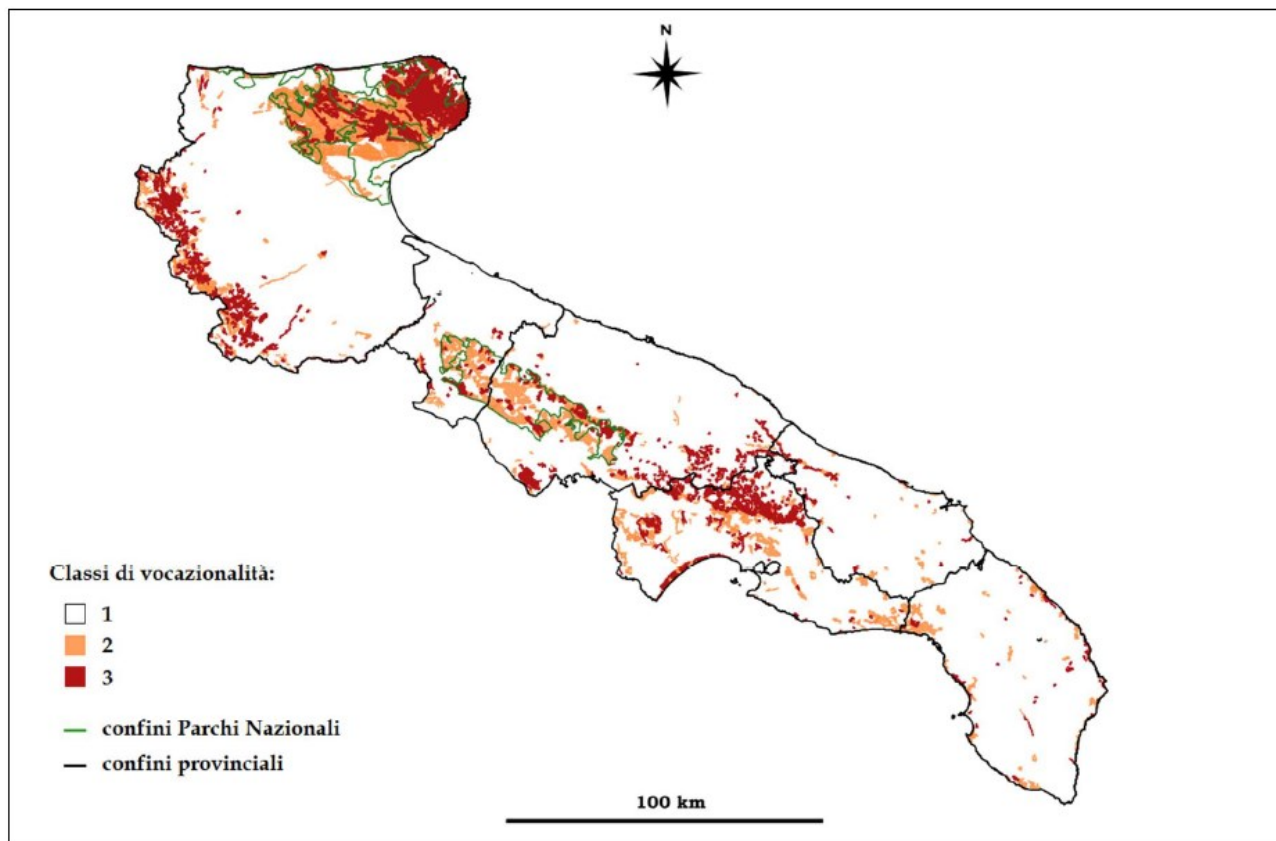 N
Classi di vocazionalità:
1
2
3
confini Parchi Nazionali
confini provinciali
100 km